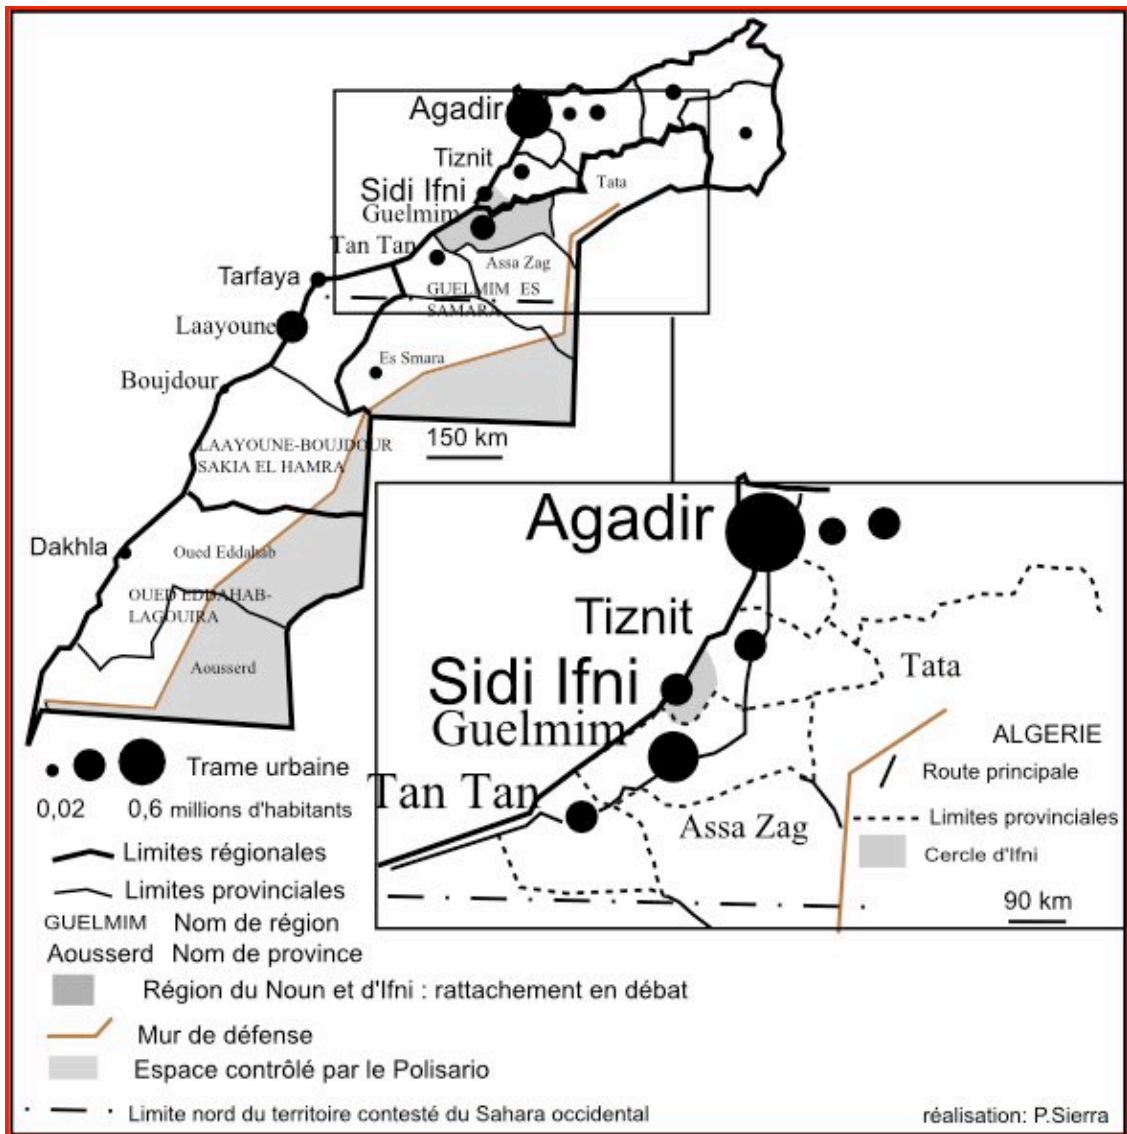 Agadir
Tiznit
Sidi Ifni
Tata
Guelmim
Tan Tan
Assa Zag
Tarfaya
GUELMIM ES
SAMARA
Laayoune
Es Smara
Boujdour
150 km
LAAYOUNE-BOUJDOUR
SAKIA EL HAMRA
Dakhla
Oued Eddahab
OUED EDDAHAB-
LAGOUIRA
Aousserd
Agadir
Tiznit
Sidi Ifni
Tata
Guelmim
ALGERIE
Tan Tan
Route principale
Assa Zag
Limites provinciales
Cercle d'Ifni
90 km
Trame urbaine
0,02 0,6 millions d'habitants
Limites régionales
Limites provinciales
GUELMIM Nom de région
Aousserd Nom de province
Région du Noun et d'Ifni : rattachement en débat
Mur de défense
Espace contrôlé par le Polisario
Limite nord du territoire contesté du Sahara occidental
réalisation: P.Sierra